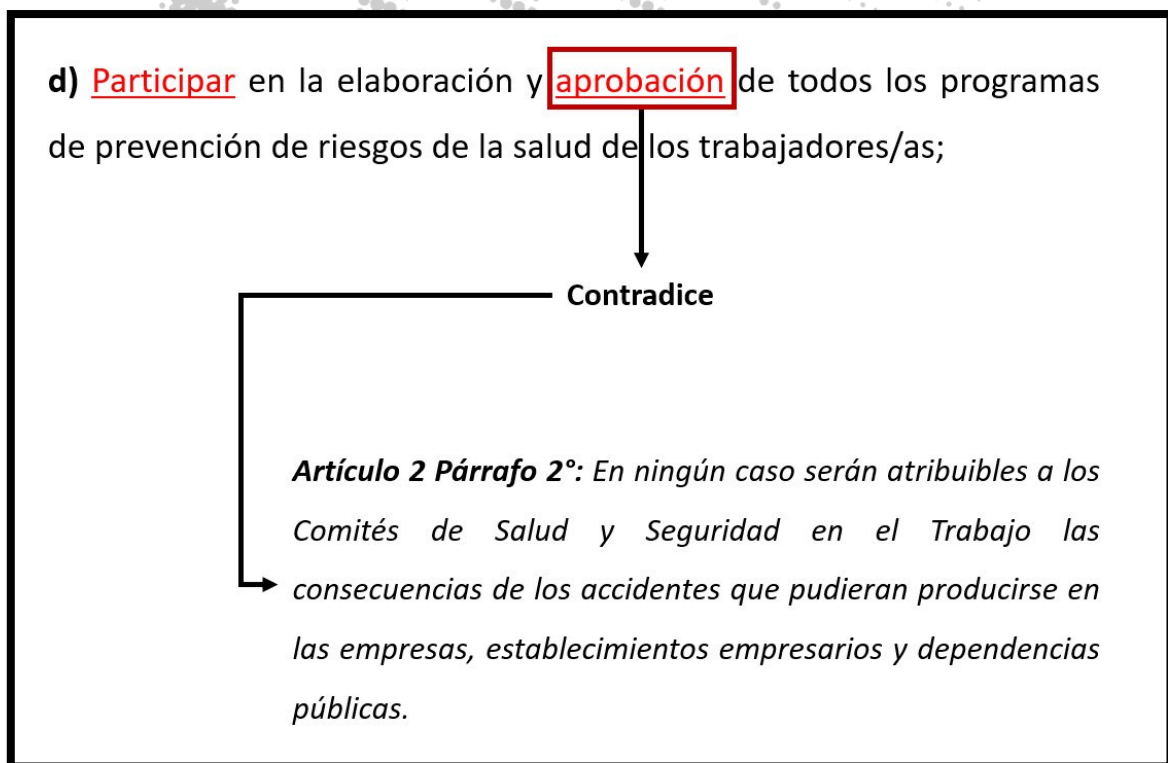 d) Participar en la elaboración y aprobación de todos los programas
de prevención de riesgos de la salud de los trabajadores/as;
Contradice
Artículo 2 Párrafo 2°: En ningún caso serán atribuibles a los
Comités de Salud y Seguridad en el Trabajo las
consecuencias de los accidentes que pudieran producirse en
las empresas, establecimientos empresarios y dependencias
públicas.